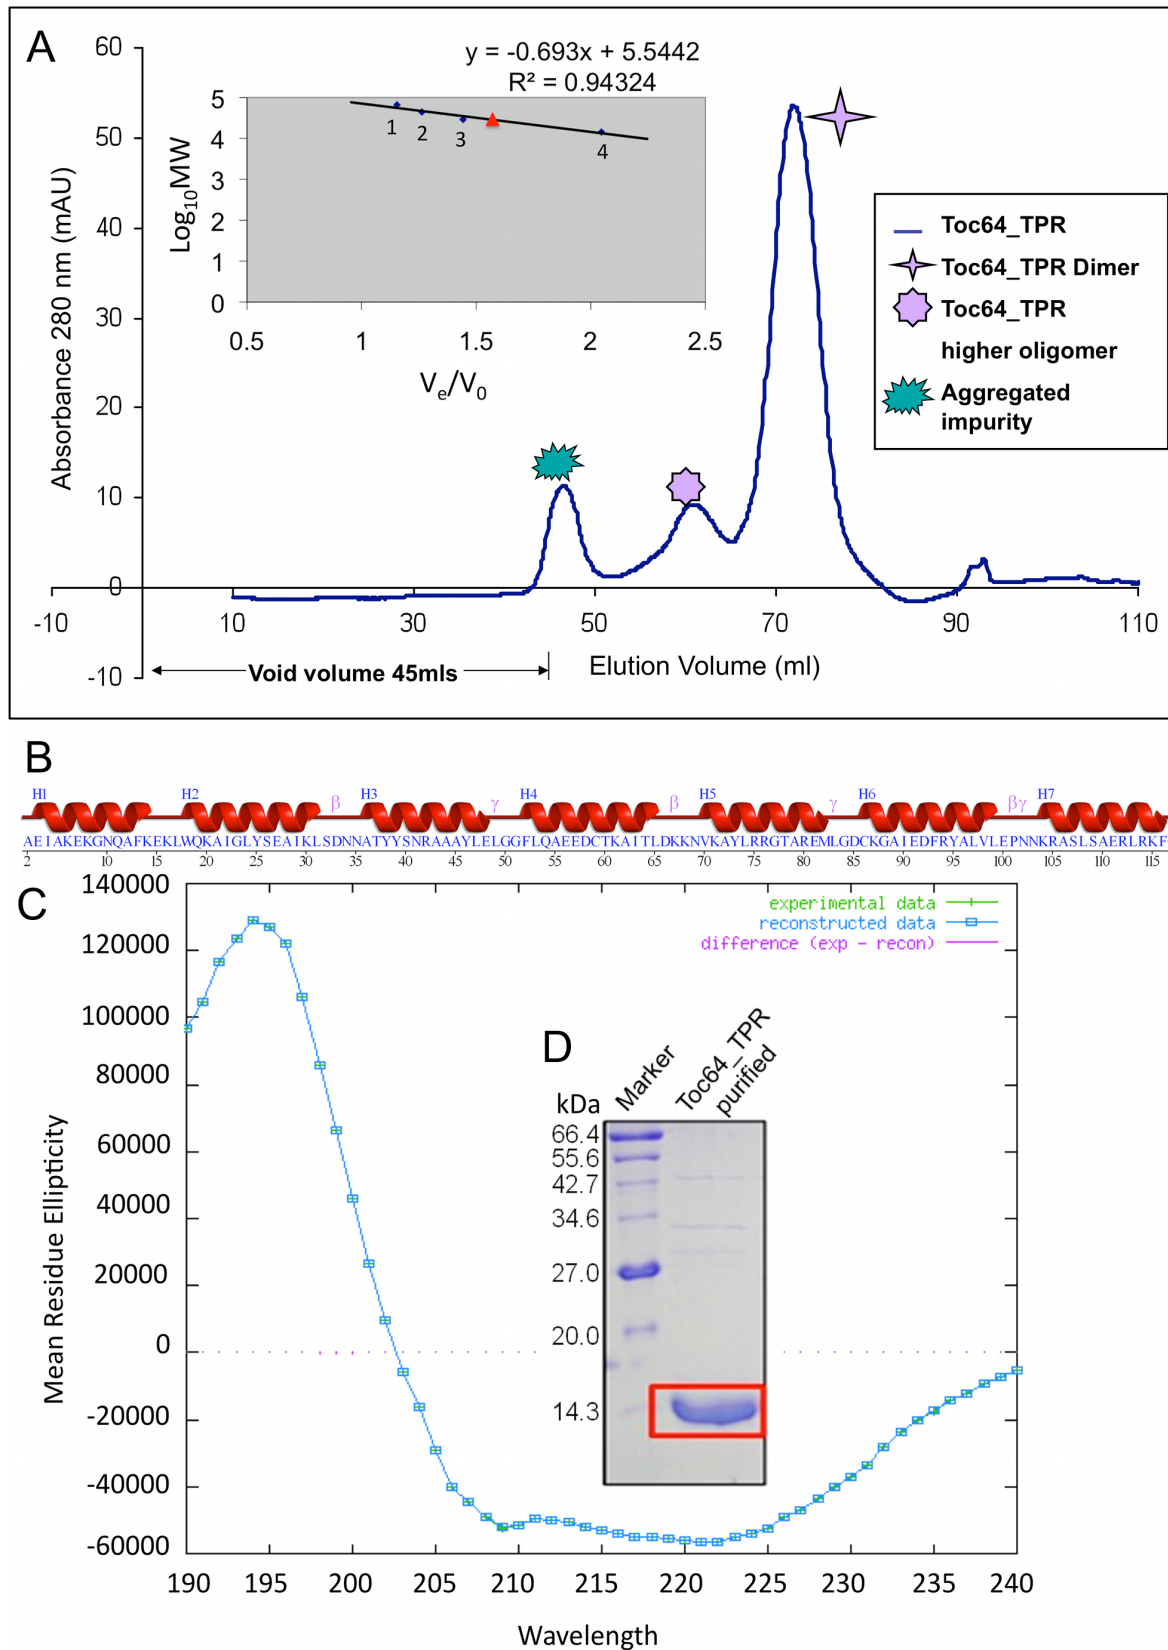 A
y = -0.693x + 5.5442
R² = 0.94324
60
50
40
30
20
10
0
-10
Absorbance 280 nm (mAU)
5
4
3
2
1
0
Log10MW
1
2
3
4
0.5
1
1.5
2
2.5
Ve/V0
Toc64_TPR
Toc64_TPR Dimer
Toc64_TPR
higher oligomer
Aggregated
impurity
-10
10
30
50
70
90
110
Void volume 45mls
Elution Volume (ml)
B
H1 H2 β H3 γ H4 β H5 γ H6 βγ H7
AEIAKEKGNQAFKEKLWQKAIGLYSEAIKLSDNNATYYSNRAAAYLELGGFLQAEEDCTKAITLDKKNVKAYLRRGTAREMLGDCKGAIEDFRYALVLEPNNKRASLSAERLRKF
2 5 10 15 20 25 30 35 40 45 50 55 60 65 70 75 80 85 90 95 100 105 110 115
C
140000
120000
100000
80000
60000
40000
20000
0
-20000
-40000
-60000
Mean Residue Ellipticity
experimental data
reconstructed data
difference (exp - recon)
D
kDa
Marker
Toc64_TPR
purified
66.4
55.6
42.7
34.6
27.0
20.0
14.3
190 195 200 205 210 215 220 225 230 235 240
Wavelength